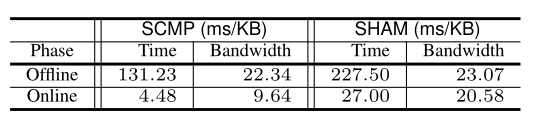 SCMP (ms/KB) SHAM (ms/KB)
Phase Time Bandwidth Time Bandwidth
Offline 131.23 22.34 227.50 23.07
Online 4.48 9.64 27.00 20.58